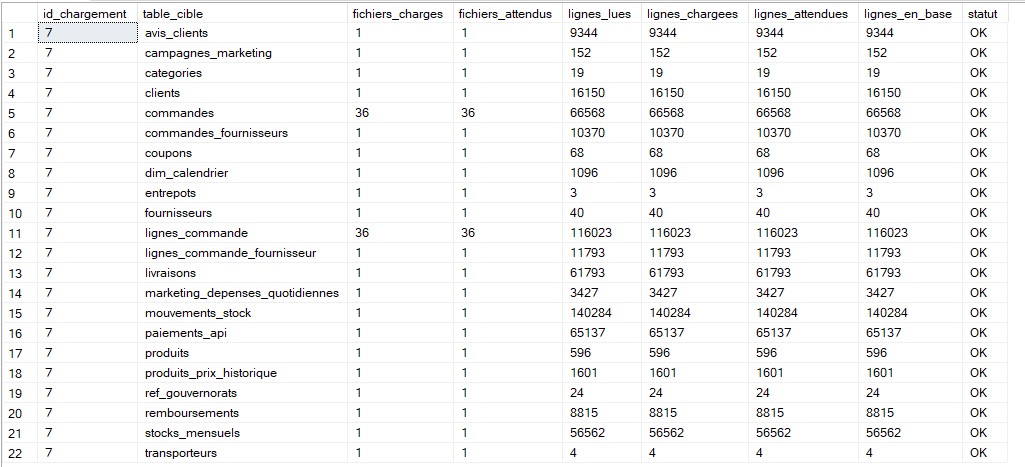 id_chargement table_cible fichiers_charges fichiers_attendus lignes_lues lignes_chargees lignes_attendues lignes_en_base statut
1 7 avis_clients 1 1 9344 9344 9344 9344 OK
2 7 campagnes_marketing 1 1 152 152 152 152 OK
3 7 categories 1 1 19 19 19 19 OK
4 7 clients 1 1 16150 16150 16150 16150 OK
5 7 commandes 36 36 66568 66568 66568 66568 OK
6 7 commandes_fournisseurs 1 1 10370 10370 10370 10370 OK
7 7 coupons 1 1 68 68 68 68 OK
8 7 dim_calendrier 1 1 1096 1096 1096 1096 OK
9 7 entrepots 1 1 3 3 3 3 OK
10 7 fournisseurs 1 1 40 40 40 40 OK
11 7 lignes_commande 36 36 116023 116023 116023 116023 OK
12 7 lignes_commande_fournisseur 1 1 11793 11793 11793 11793 OK
13 7 livraisons 1 1 61793 61793 61793 61793 OK
14 7 marketing_depenses_quotidiennes 1 1 3427 3427 3427 3427 OK
15 7 mouvements_stock 1 1 140284 140284 140284 140284 OK
16 7 paiements_api 1 1 65137 65137 65137 65137 OK
17 7 produits 1 1 596 596 596 596 OK
18 7 produits_prix_historique 1 1 1601 1601 1601 1601 OK
19 7 ref_gouvernorats 1 1 24 24 24 24 OK
20 7 remboursements 1 1 8815 8815 8815 8815 OK
21 7 stocks_mensuels 1 1 56562 56562 56562 56562 OK
22 7 transporteurs 1 1 4 4 4 4 OK